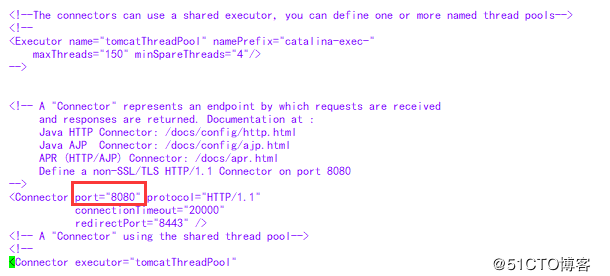 <!--The connectors can use a shared executor, you can define one or more named thread pools-->
<!--
<Executor name="tomcatThreadPool" namePrefix="catalina-exec-"
maxThreads="150" minSpareThreads="4"/>
-->
<!-- A "Connector" represents an endpoint by which requests are received
and responses are returned. Documentation at :
Java HTTP Connector: /docs/config/http.html
Java AJP  Connector: /docs/config/ajp.html
APR (HTTP/AJP) Connector: /docs/apr.html
Define a non-SSL/TLS HTTP/1.1 Connector on port 8080
-->
<Connector port="8080" protocol="HTTP/1.1"
connectionTimeout="20000"
redirectPort="8443" />
<!-- A "Connector" using the shared thread pool-->
<!--
<Connector executor="tomcatThreadPool"
@51CTO博客